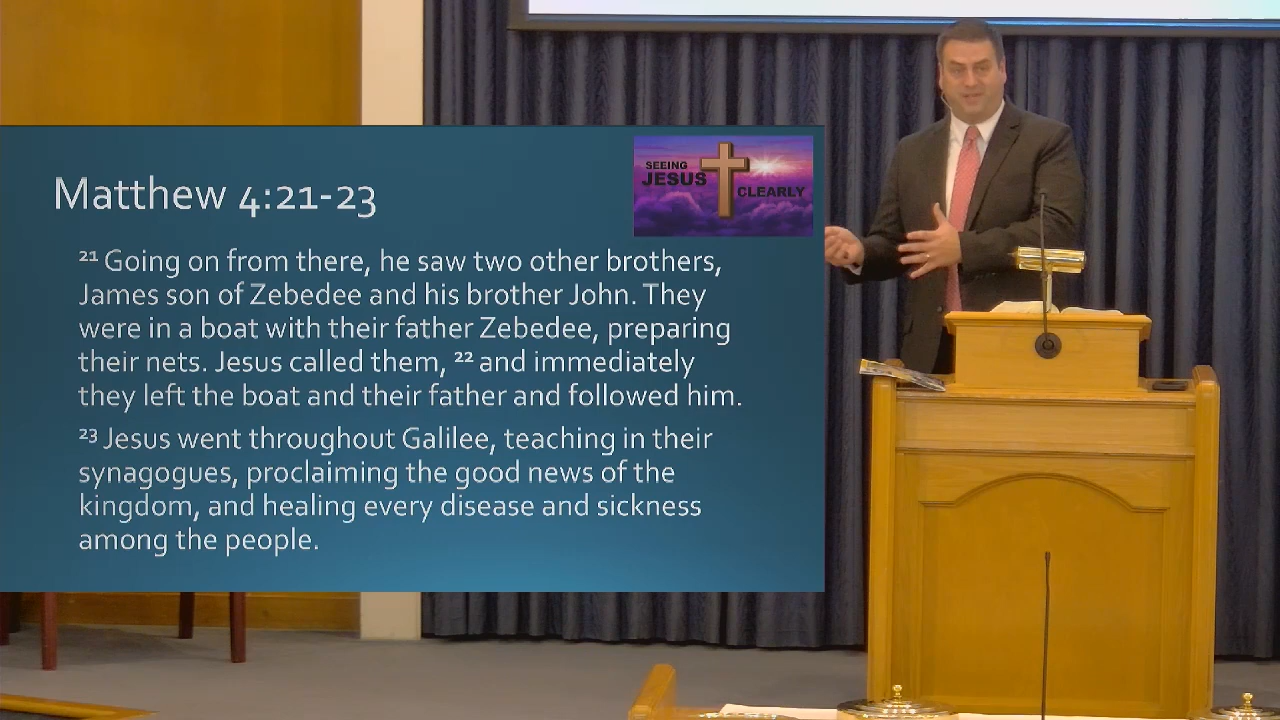 Matthew 4:21-23
SEEING
JESUS
CLEARLY
21 Going on from there, he saw two other brothers,
James son of Zebedee and his brother John. They
were in a boat with their father Zebedee, preparing
their nets. Jesus called them, 22 and immediately
they left the boat and their father and followed him.
23 Jesus went throughout Galilee, teaching in their
synagogues, proclaiming the good news of the
kingdom, and healing every disease and sickness
among the people.